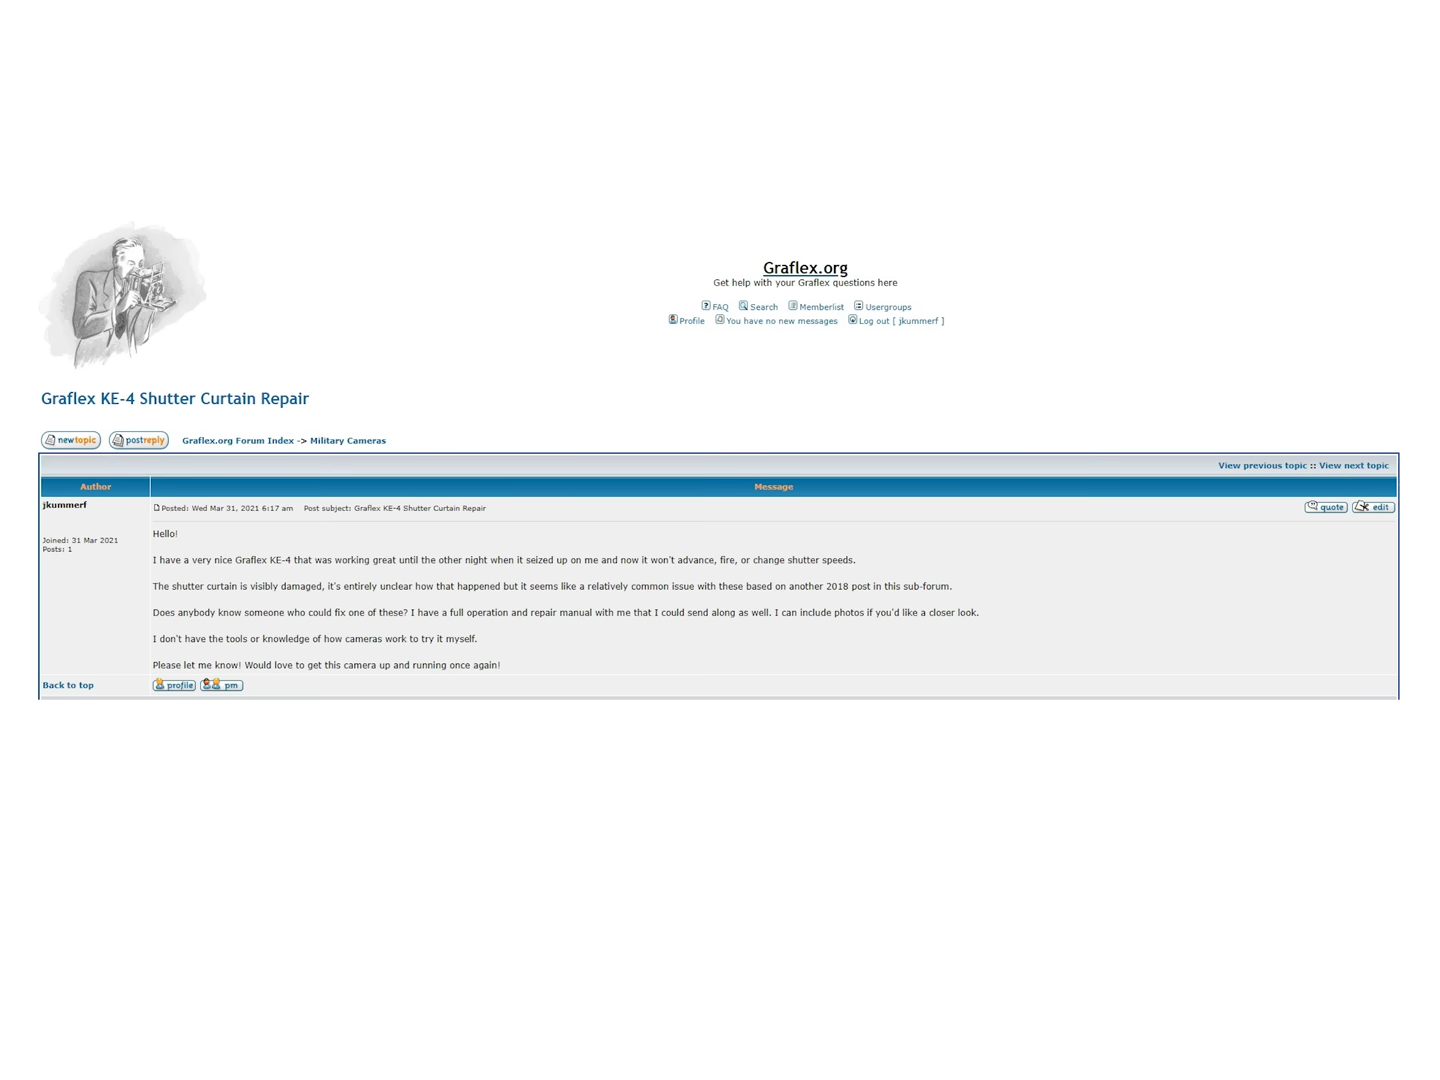 Graflex.org
Get help with your Graflex questions here
FAQ Search Memberlist Usergroups
Profile You have no new messages Log out [ jkummerf ]
Graflex KE-4 Shutter Curtain Repair
newtopic postreply Graflex.org Forum Index -> Military Cameras
View previous topic :: View next topic
Author Message
jkummerf
Joined: 31 Mar 2021
Posts: 1
Posted: Wed Mar 31, 2021 6:17 am Post subject: Graflex KE-4 Shutter Curtain Repair quote edit
Hello!
I have a very nice Graflex KE-4 that was working great until the other night when it seized up on me and now it won't advance, fire, or change shutter speeds.
The shutter curtain is visibly damaged, it's entirely unclear how that happened but it seems like a relatively common issue with these based on another 2018 post in this sub-forum.
Does anybody know someone who could fix one of these? I have a full operation and repair manual with me that I could send along as well. I can include photos if you'd like a closer look.
I don't have the tools or knowledge of how cameras work to try it myself.
Please let me know! Would love to get this camera up and running once again!
Back to top profile pm